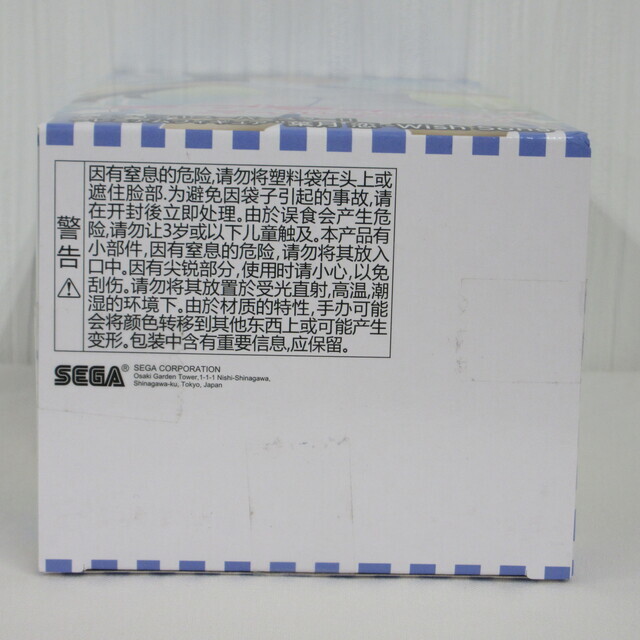 警告
因有窒息的危险,请勿将塑料袋在头上或
遮住脸部.为避免因袋子引起的事故,请
在开封後立即处理。由於误食会产生危
险,请勿让3岁或以下儿童触及。本产品有
小部件,因有窒息的危险,请勿将其放入
口中。因有尖锐部分,使用时请小心,以免
刮伤。请勿将其放置於受光直射,高温,潮
湿的环境下。由於材质的特性,手办可能
会将颜色转移到其他东西上或可能产生
变形。包装中含有重要信息,应保留。
SEGA®
SEGA CORPORATION
Osaki Garden Tower,1-1-1 Nishi-Shinagawa,
Shinagawa-ku, Tokyo, Japan